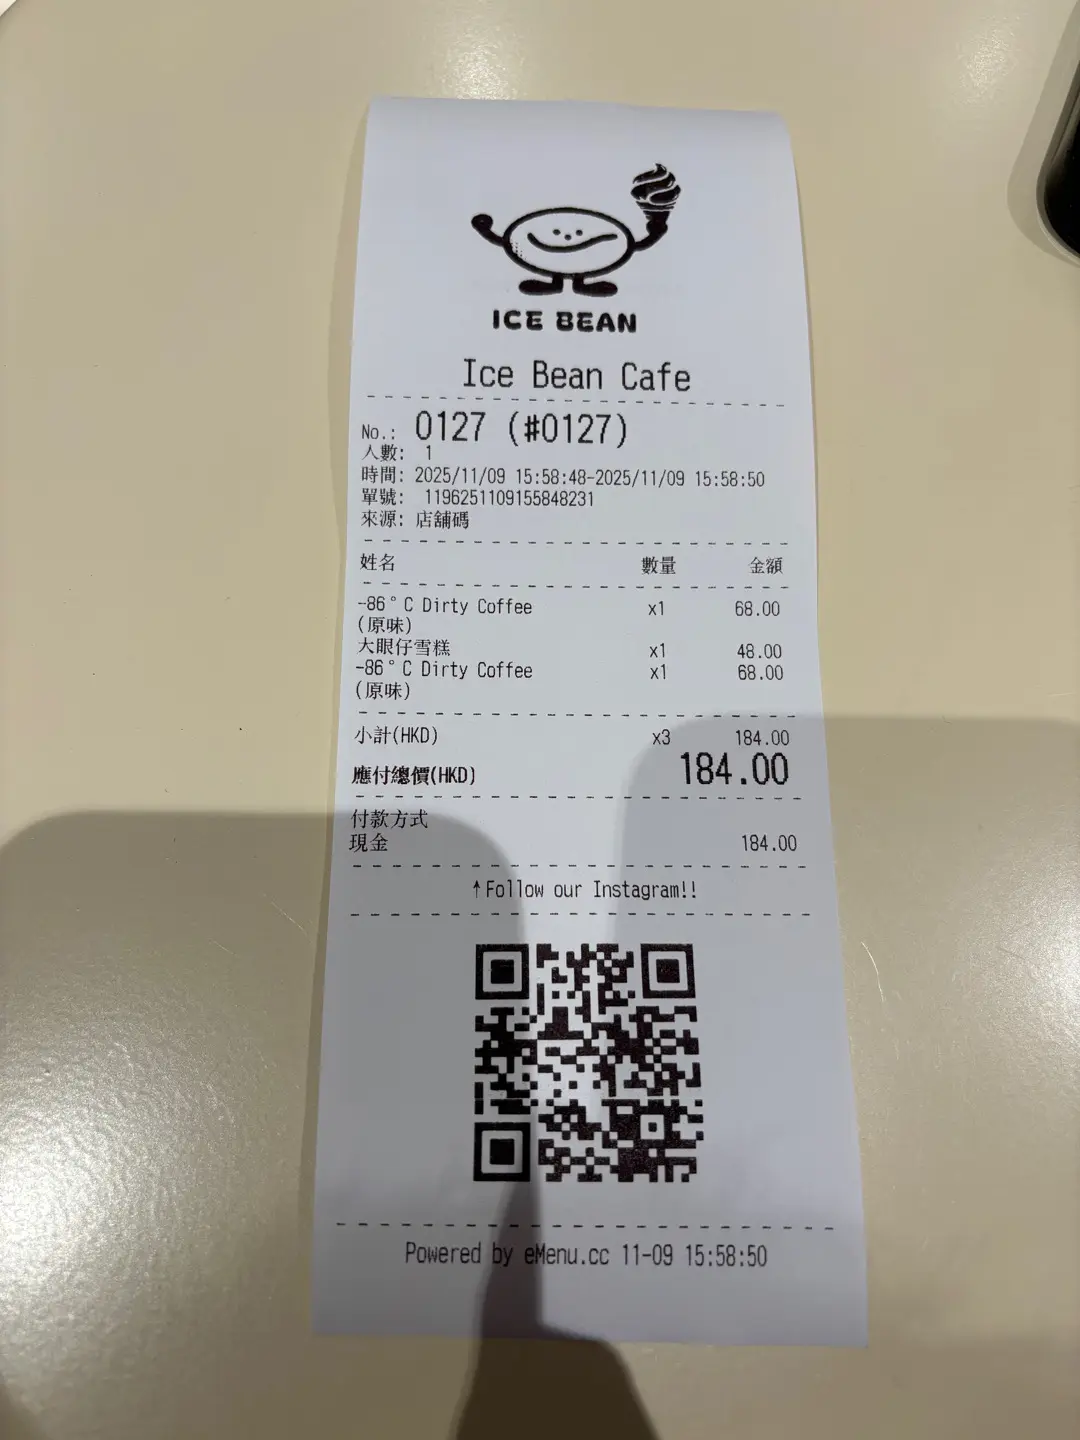 ICE BEAN
Ice Bean Cafe
No.: 0127 (#0127)
人數: 1
時間: 2025/11/09 15:58:48-2025/11/09 15:58:50
單號: 1196251109155848231
來源: 店舖碼
姓名 數量 金額
-86°C Dirty Coffee x1 68.00
(原味)
大眼仔雪糕 x1 48.00
-86°C Dirty Coffee x1 68.00
(原味)
小計(HKD) x3 184.00
應付總價(HKD) 184.00
付款方式
現金 184.00
↑Follow our Instagram!!
Powered by eMenu.cc 11-09 15:58:50